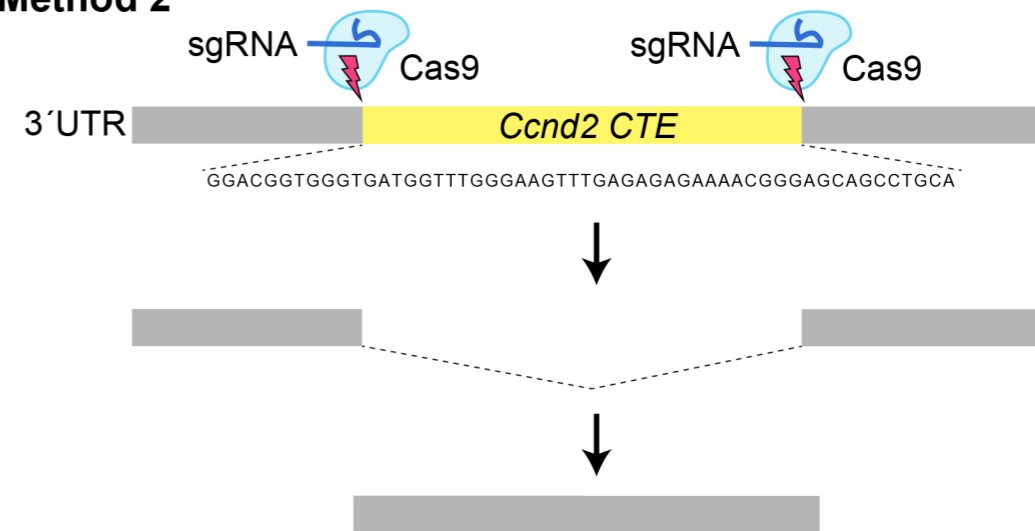 Method 2
sgRNA
Cas9
sgRNA
Cas9
3´UTR
Ccnd2 CTE
GGACGGTGGGTGATGGTTTGGGAAGTTTGAGAGAGAAAACGGGAGCAGCCTGCA